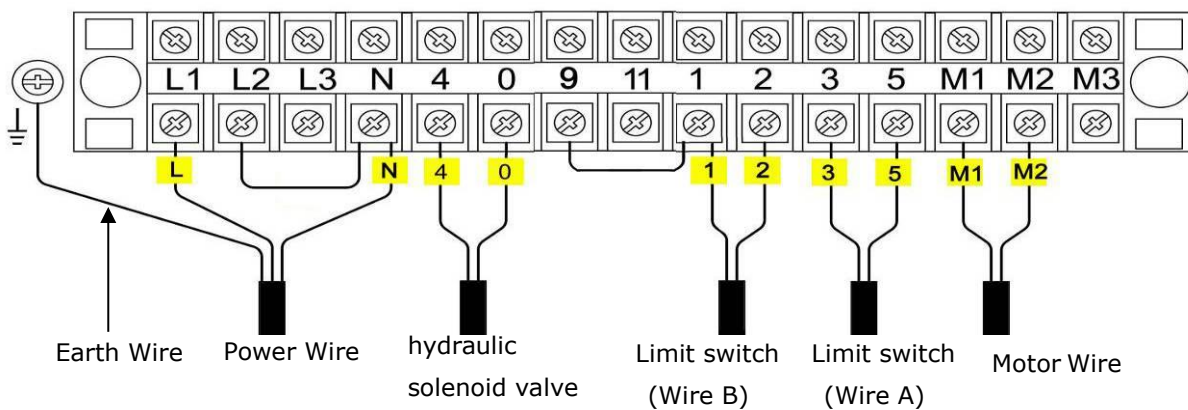 L1 L2 L3 N 4 0 9 11 1 2 3 5 M1 M2 M3
L N 4 0 1 2 3 5 M1 M2
Earth Wire
Power Wire
hydraulic
solenoid valve
Limit switch
(Wire B)
Limit switch
(Wire A)
Motor Wire